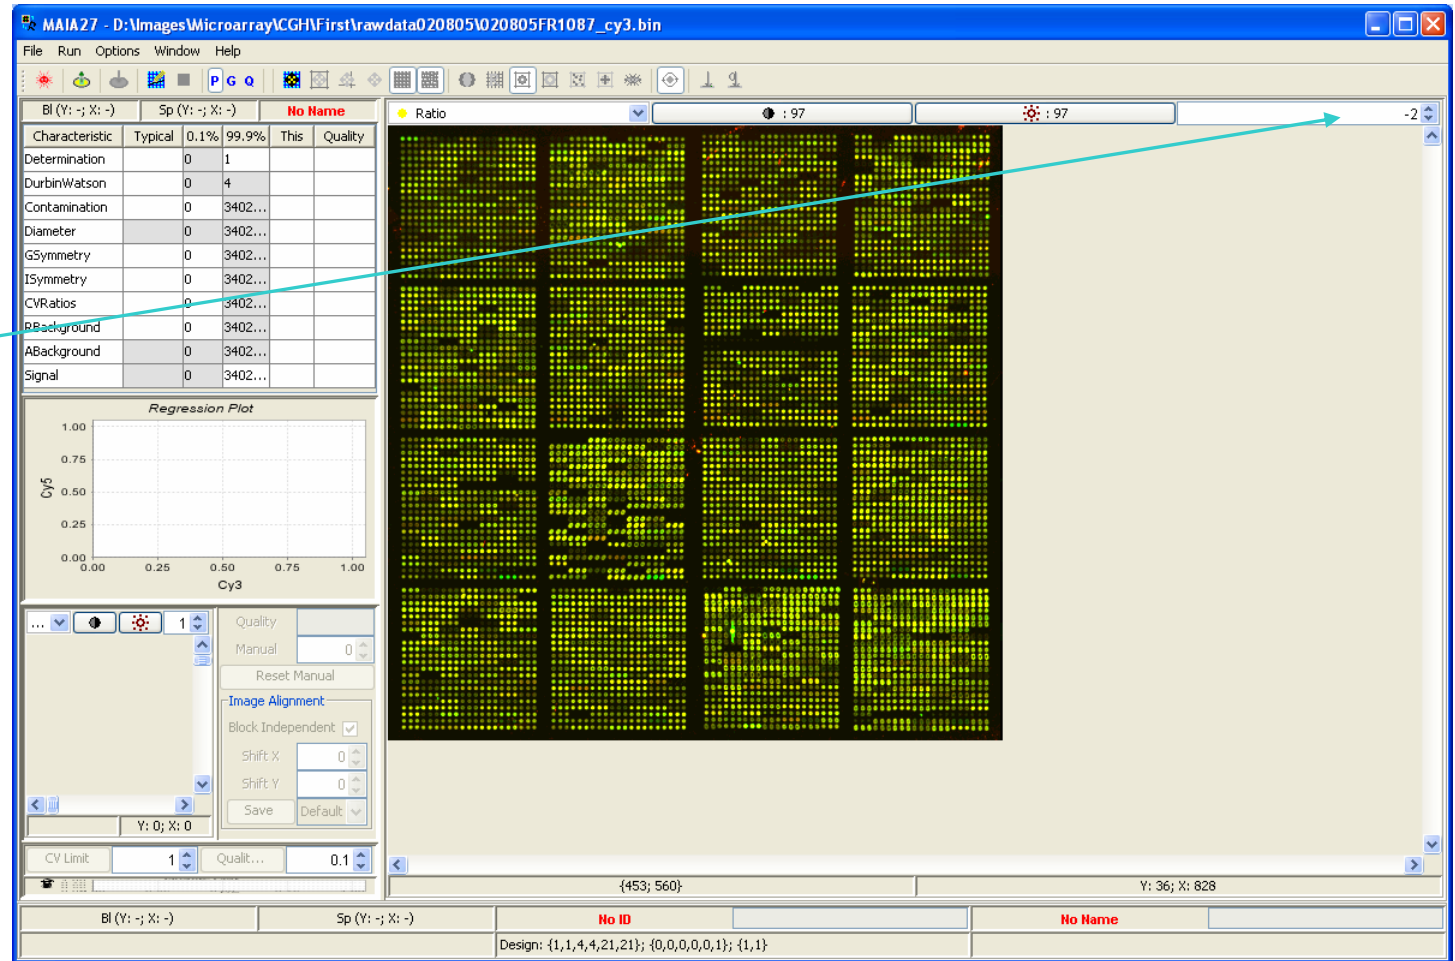 MAIA27 - D:\Images\Microarray\CGH\First\rawdata020805\020805FR1087_cy3.bin
File Run Options Window Help
P G Q
Bl (Y: -; X: -) Sp (Y: -; X: -) No Name
Ratio : 97 : 97 -2
Characteristic Typical 0.1% 99.9% This Quality
Determination 0 1
DurbinWatson 0 4
Contamination 0 3402...
Diameter 0 3402...
GSymmetry 0 3402...
ISymmetry 0 3402...
CVRatios 0 3402...
RBackground 0 3402...
ABackground 0 3402...
Signal 0 3402...
Regression Plot
1.00
0.75
Cy5
0.50
0.25
0.00
0.00 0.25 0.50 0.75 1.00
Cy3
... 1
Quality
Manual 0
Reset Manual
Image Alignment
Block Independent
Shift X 0
Shift Y 0
Save Default
Y: 0; X: 0
CV Limit 1 Qualit... 0.1
{453; 560} Y: 36; X: 828
Bl (Y: -; X: -) Sp (Y: -; X: -) No ID No Name
Design: {1,1,4,4,21,21}; {0,0,0,0,0,1}; {1,1}